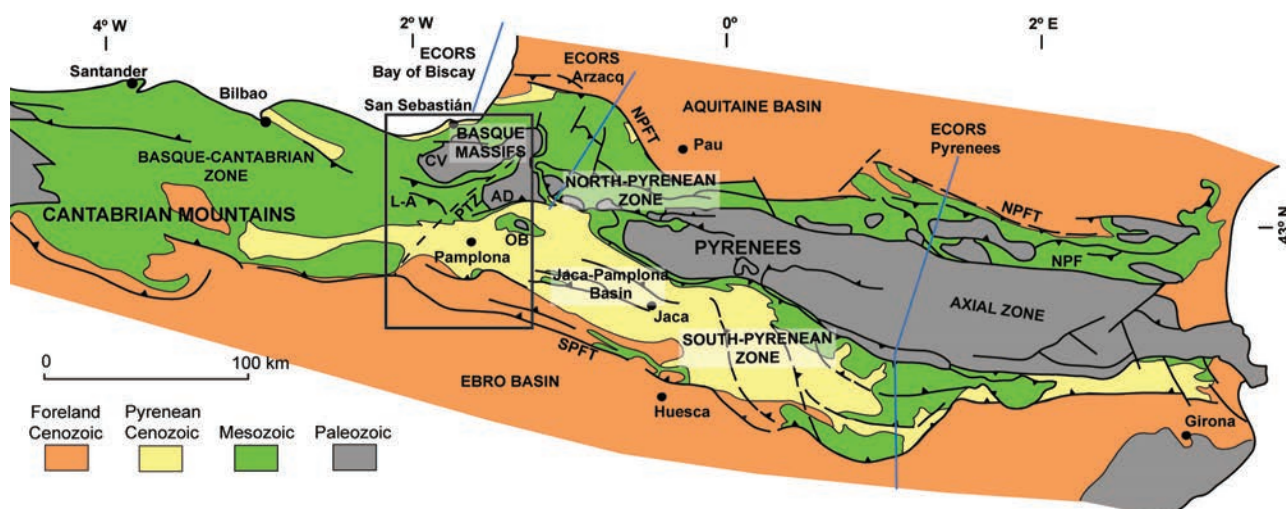 4º W
2º W
0º
2º E
Santander
Bilbao
San Sebastián
ECORS
Bay of Biscay
ECORS
Arzacq
AQUITAINE BASIN
NPFT
Pau
ECORS
Pyrenees
BASQUE
MASSIFS
CV
BASQUE-CANTABRIAN
ZONE
CANTABRIAN MOUNTAINS
L-A
PTZ
AD
NORTH-PYRENEAN
ZONE
NPFT
NPF
43º N
OB
Pamplona
PYRENEES
Jaca-Pamplona
Basin
Jaca
AXIAL ZONE
SOUTH-PYRENEAN
ZONE
SPFT
EBRO BASIN
Huesca
Girona
0
100 km
Foreland
Cenozoic
Pyrenean
Cenozoic
Mesozoic
Paleozoic